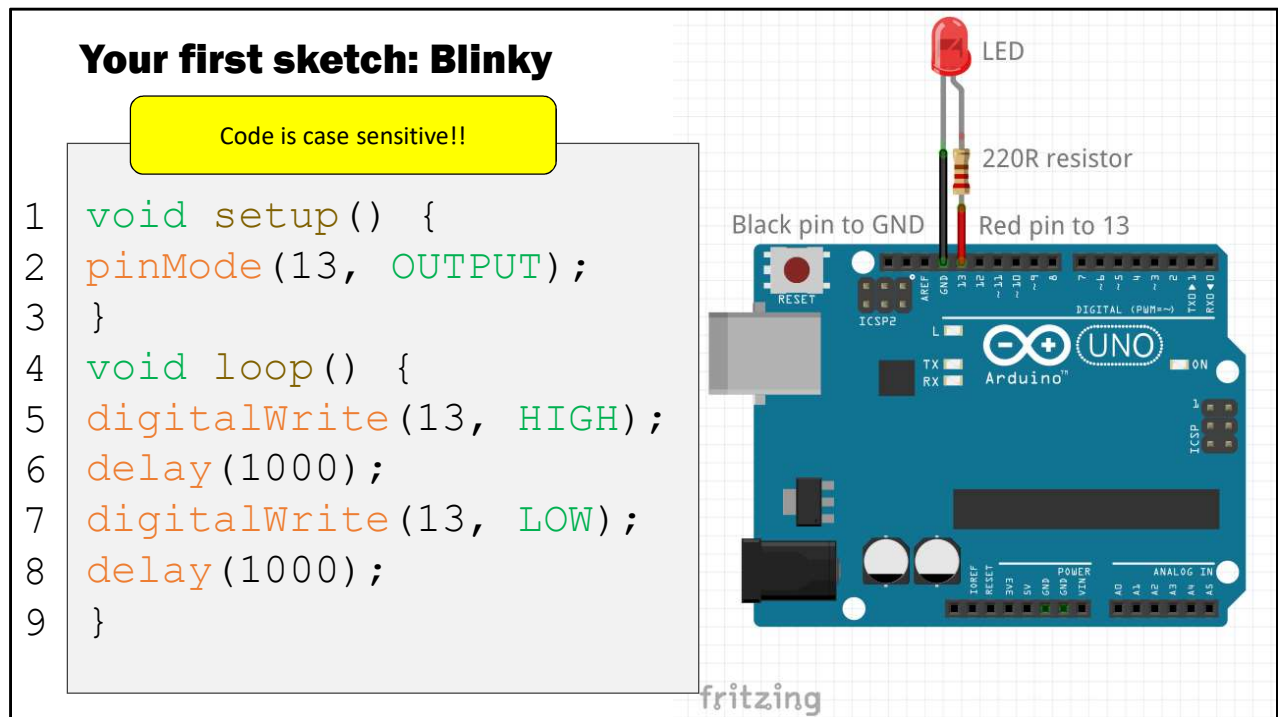 Your first sketch: Blinky
Code is case sensitive!!
1 void setup() {
2 pinMode(13, OUTPUT);
3 }
4 void loop() {
5 digitalWrite(13, HIGH);
6 delay(1000);
7 digitalWrite(13, LOW);
8 delay(1000);
9 }
LED
220R resistor
Black pin to GND
Red pin to 13
RESET
ICSP2
AREF
GND
13
12
~11
~10
~9
8
7
~6
~5
4
~3
2
TXD▶1
RXD◀0
DIGITAL (PWM=~)
L
TX
RX
UNO
Arduino™
ON
1
ICSP
IOREF
RESET
3V3
5V
GND
GND
VIN
POWER
ANALOG IN
A0
A1
A2
A3
A4
A5
fritzing